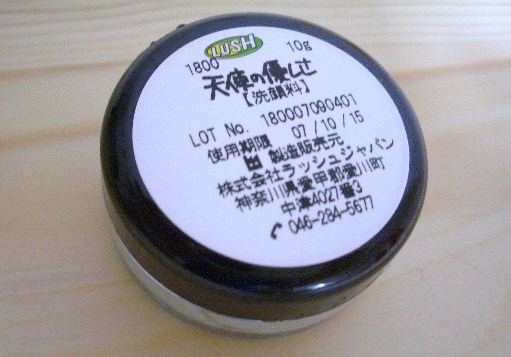 LUSH
1800 10g
天使の優しさ
【洗顔料】
LOT No. 180007090401
使用期限 07/10/15
製造販売元
株式会社ラッシュジャパン
神奈川県愛甲郡愛川町
中津4027番3
046-284-5677